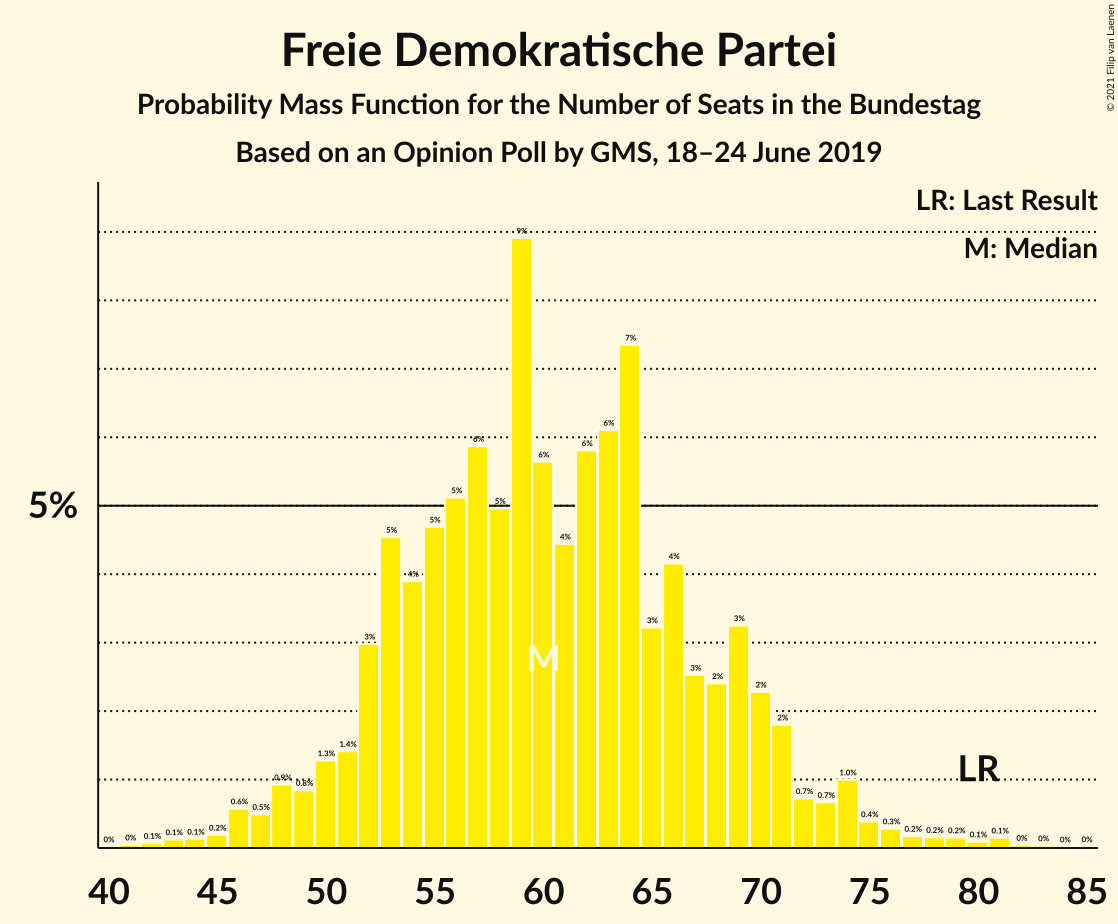 Freie Demokratische Partei
Probability Mass Function for the Number of Seats in the Bundestag
Based on an Opinion Poll by GMS, 18–24 June 2019
© 2021 Filip van Laenen
LR: Last Result
M: Median
5%
0% 0% 0.1% 0.1% 0.1% 0.2% 0.6% 0.5% 0.9% 0.8% 1.3% 1.4% 3% 5% 4% 5% 5% 6% 5% 9% 6% 4% 6% 6% 7% 3% 4% 3% 2% 3% 2% 2% 0.7% 0.7% 1.0% 0.4% 0.3% 0.2% 0.2% 0.2% 0.1% 0.1% 0% 0% 0% 0%
M
LR
40 45 50 55 60 65 70 75 80 85